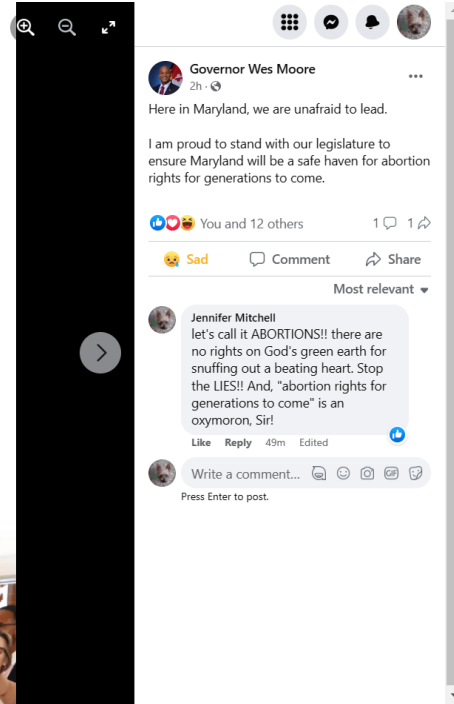 Governor Wes Moore
2h ·
Here in Maryland, we are unafraid to lead.
I am proud to stand with our legislature to
ensure Maryland will be a safe haven for abortion
rights for generations to come.
You and 12 others 1 1
Sad Comment Share
Most relevant
Jennifer Mitchell
let's call it ABORTIONS!! there are
no rights on God's green earth for
snuffing out a beating heart. Stop
the LIES!! And, "abortion rights for
generations to come" is an
oxymoron, Sir!
Like Reply 49m Edited
Write a comment... GIF
Press Enter to post.